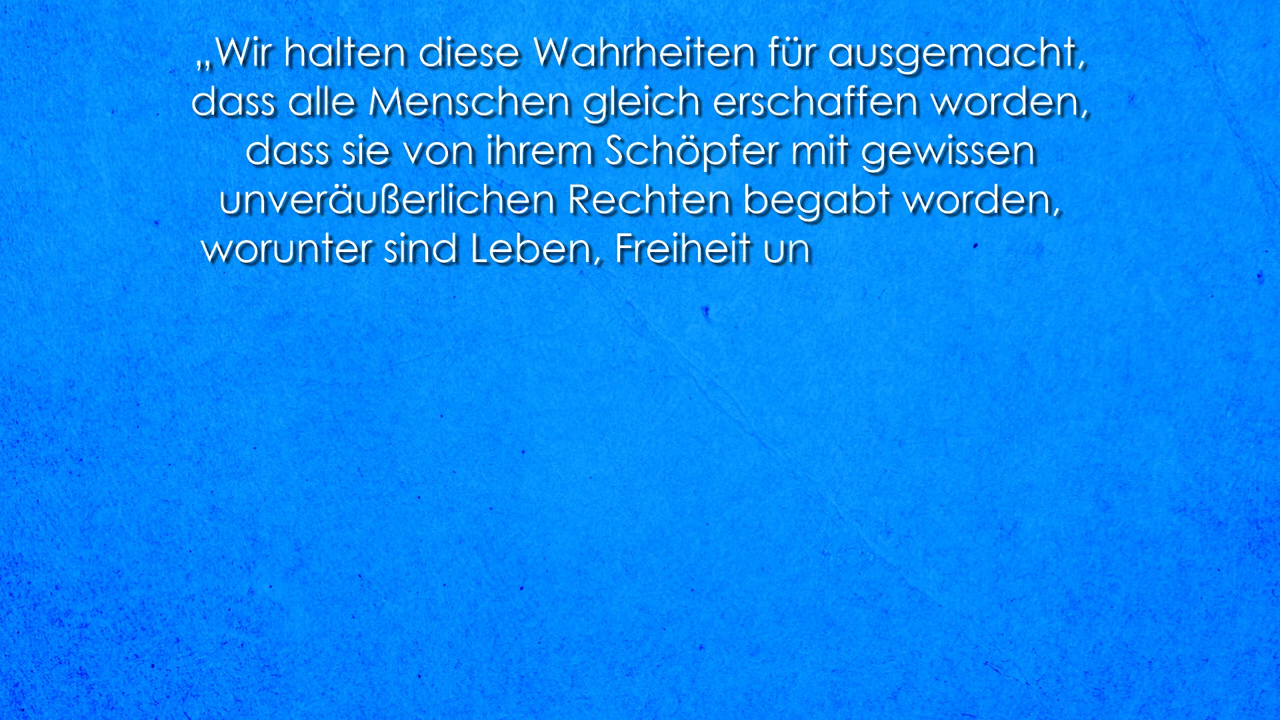 „Wir halten diese Wahrheiten für ausgemacht,
dass alle Menschen gleich erschaffen worden,
dass sie von ihrem Schöpfer mit gewissen
unveräußerlichen Rechten begabt worden,
worunter sind Leben, Freiheit un